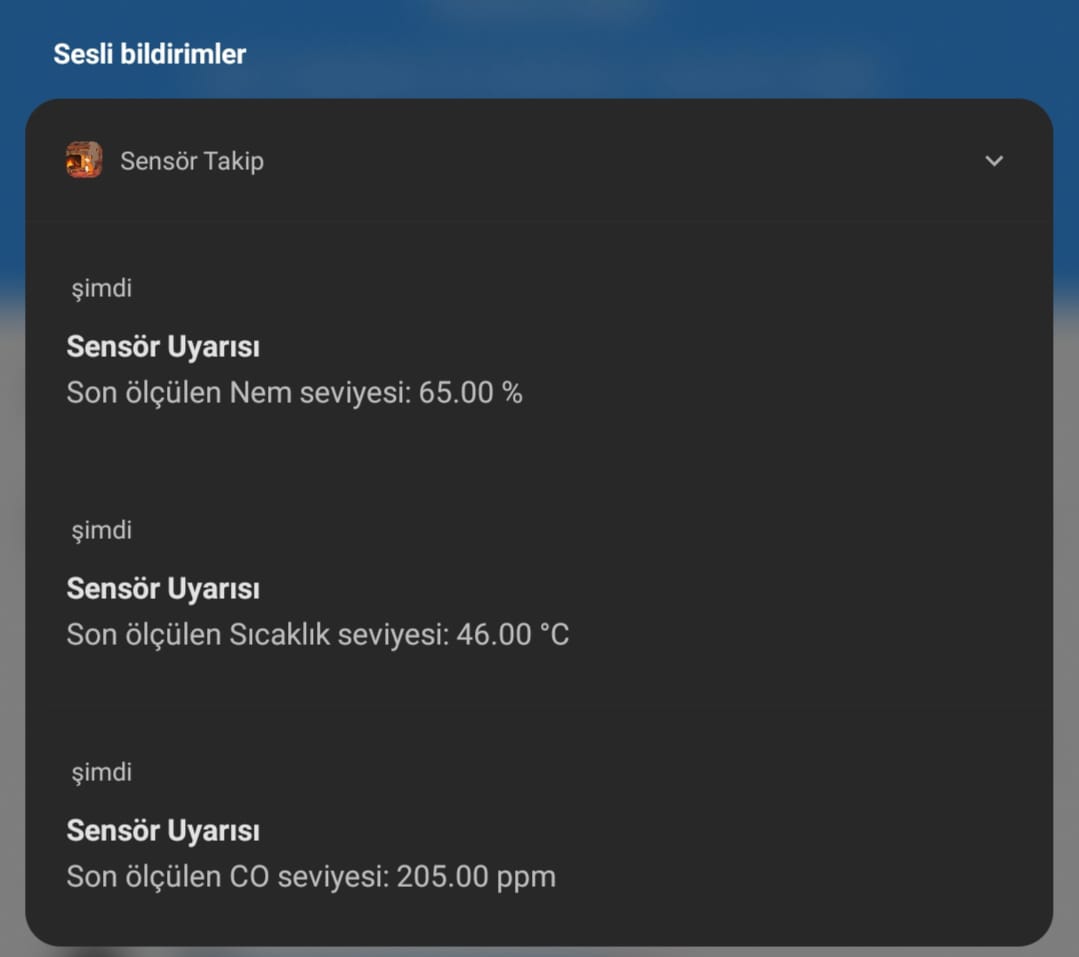 Sesli bildirimler
Sensör Takip
şimdi
Sensör Uyarısı
Son ölçülen Nem seviyesi: 65.00 %
şimdi
Sensör Uyarısı
Son ölçülen Sıcaklık seviyesi: 46.00 °C
şimdi
Sensör Uyarısı
Son ölçülen CO seviyesi: 205.00 ppm